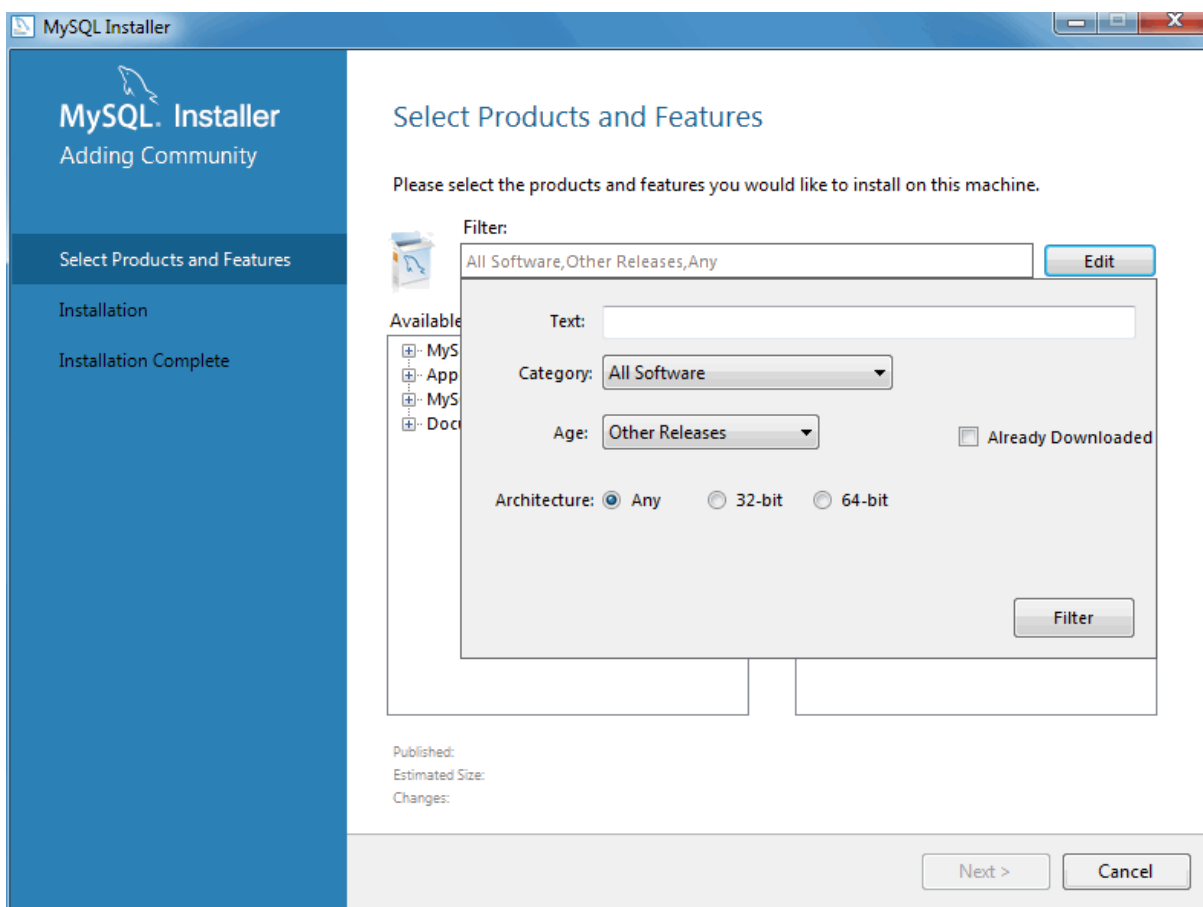 MySQL Installer
MySQL. Installer
Adding Community
Select Products and Features
Installation
Installation Complete
Select Products and Features
Please select the products and features you would like to install on this machine.
Filter:
All Software,Other Releases,Any
Edit
Available
MyS
App
MyS
Docu
Text:
Category:
All Software
Age:
Other Releases
Already Downloaded
Architecture:
Any
32-bit
64-bit
Filter
Published:
Estimated Size:
Changes:
Next >
Cancel